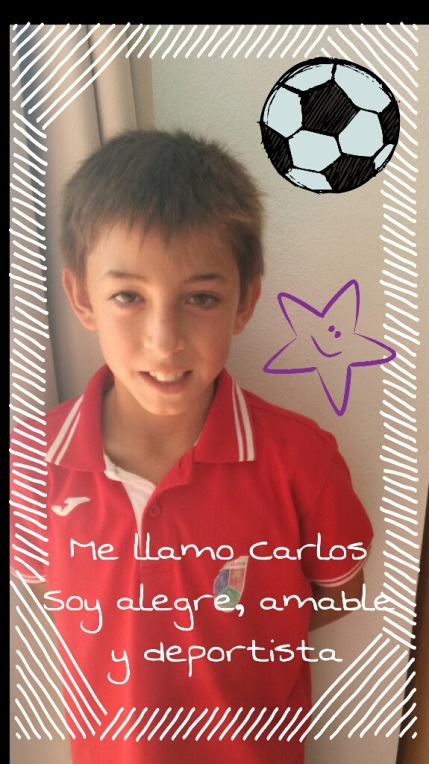 Me llamo Carlos
Soy alegre, amable
y deportista